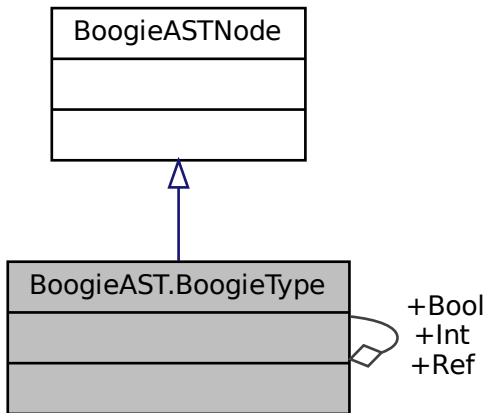 BoogieASTNode
BoogieAST.BoogieType
+Bool
+Int
+Ref